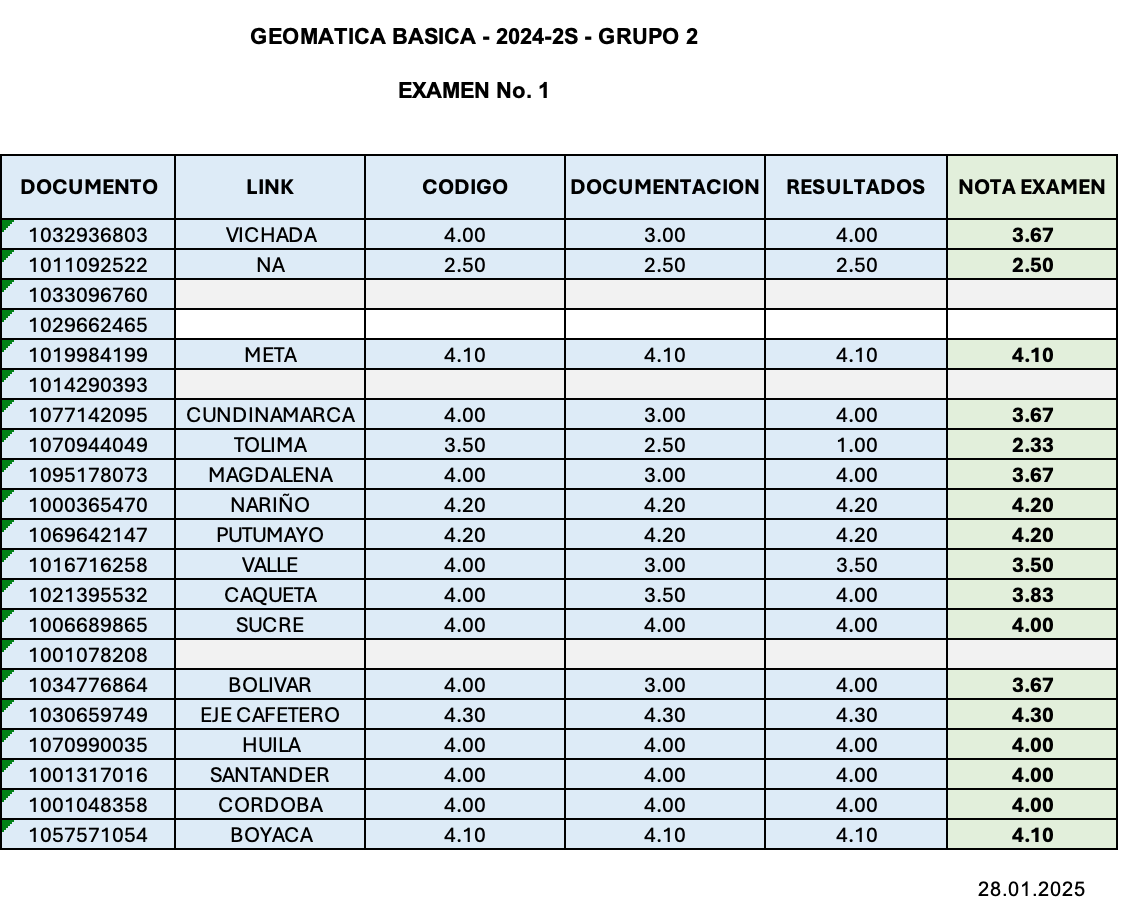 GEOMATICA BASICA - 2024-2S - GRUPO 2
EXAMEN No. 1
DOCUMENTO LINK CODIGO DOCUMENTACION RESULTADOS NOTA EXAMEN
1032936803 VICHADA 4.00 3.00 4.00 3.67
1011092522 NA 2.50 2.50 2.50 2.50
1033096760
1029662465
1019984199 META 4.10 4.10 4.10 4.10
1014290393
1077142095 CUNDINAMARCA 4.00 3.00 4.00 3.67
1070944049 TOLIMA 3.50 2.50 1.00 2.33
1095178073 MAGDALENA 4.00 3.00 4.00 3.67
1000365470 NARIÑO 4.20 4.20 4.20 4.20
1069642147 PUTUMAYO 4.20 4.20 4.20 4.20
1016716258 VALLE 4.00 3.00 3.50 3.50
1021395532 CAQUETA 4.00 3.50 4.00 3.83
1006689865 SUCRE 4.00 4.00 4.00 4.00
1001078208
1034776864 BOLIVAR 4.00 3.00 4.00 3.67
1030659749 EJE CAFETERO 4.30 4.30 4.30 4.30
1070990035 HUILA 4.00 4.00 4.00 4.00
1001317016 SANTANDER 4.00 4.00 4.00 4.00
1001048358 CORDOBA 4.00 4.00 4.00 4.00
1057571054 BOYACA 4.10 4.10 4.10 4.10
28.01.2025